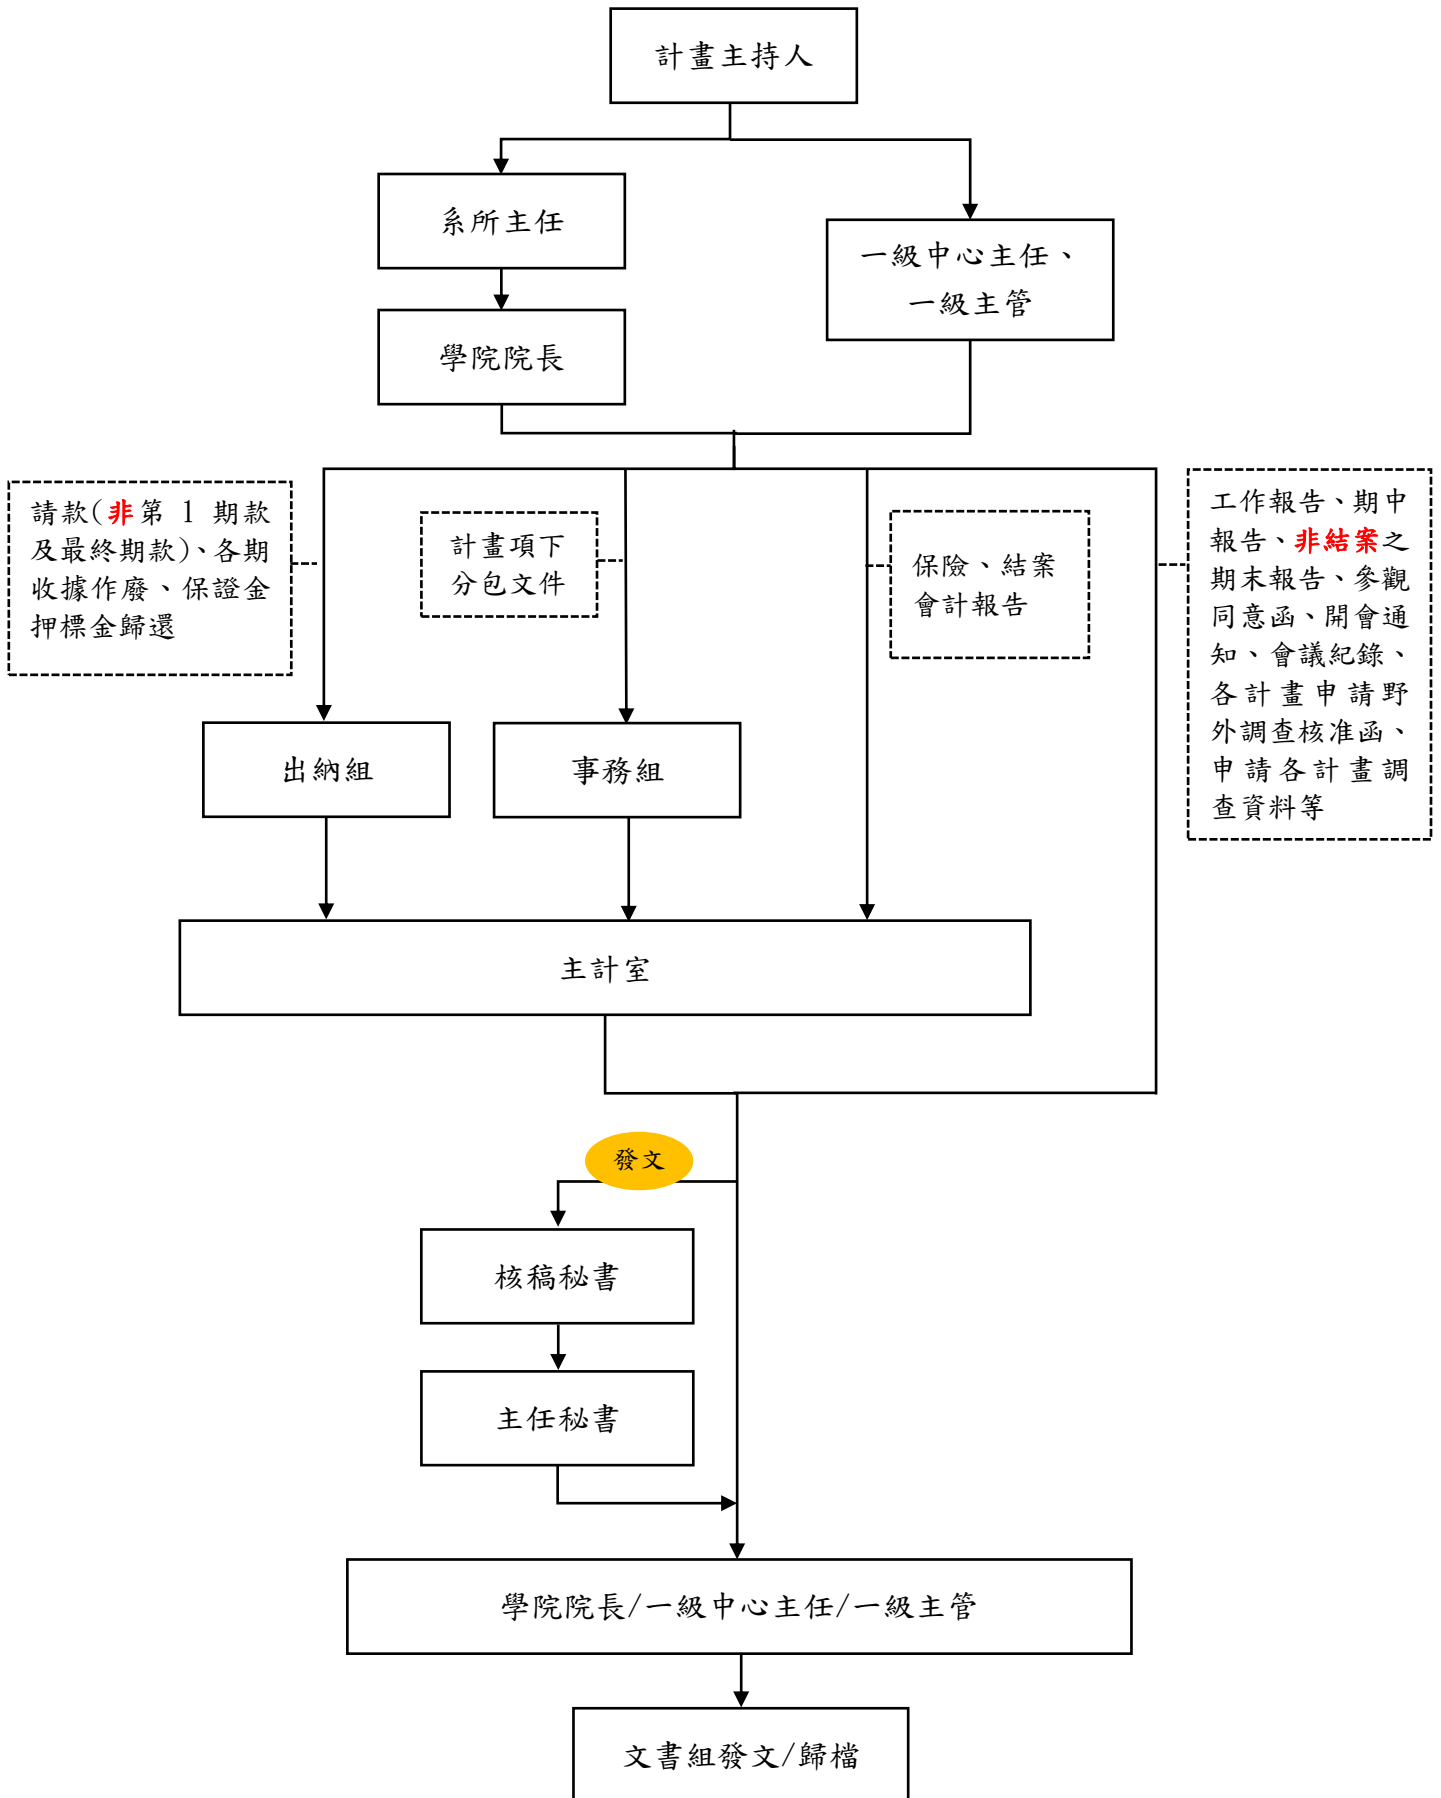 計畫主持人
系所主任
一級中心主任、
一級主管
學院院長
請款(非第 1 期款
及最終期款)、各期
收據作廢、保證金
押標金歸還
計畫項下
分包文件
保險、結案
會計報告
工作報告、期中
報告、非結案之
期末報告、參觀
同意函、開會通
知、會議紀錄、
各計畫申請野
外調查核准函、
申請各計畫調
查資料等
出納組
事務組
主計室
發文
核稿秘書
主任秘書
學院院長/一級中心主任/一級主管
文書組發文/歸檔